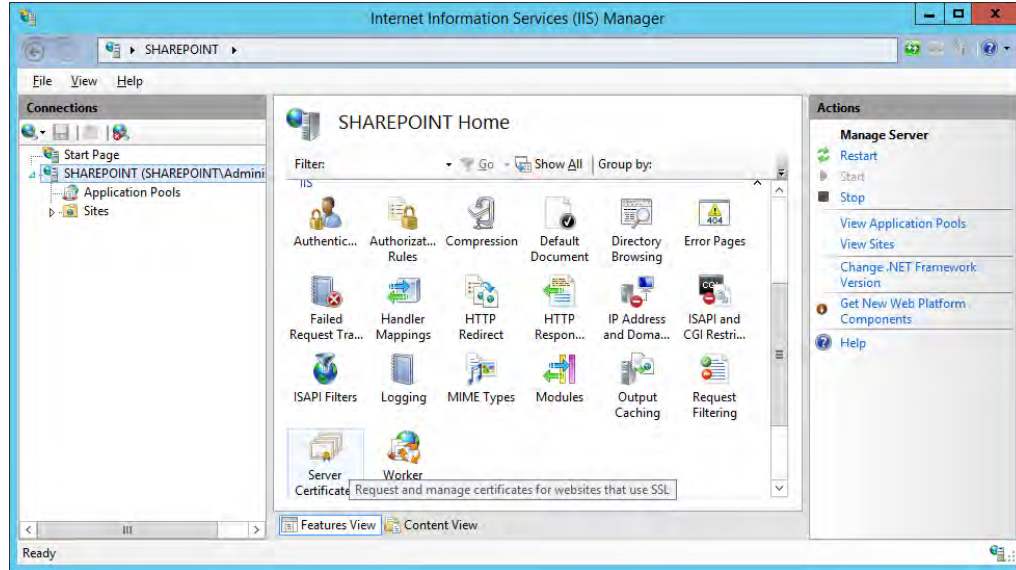 Internet Information Services (IIS) Manager
SHAREPOINT
File View Help
Connections
Start Page
SHAREPOINT (SHAREPOINT\Admini
Application Pools
Sites
SHAREPOINT Home
Filter: Go Show All Group by:
IIS
Authentic... Authorizat... Compression Default Directory Error Pages
Rules Document Browsing
Failed Handler HTTP HTTP IP Address ISAPI and
Request Tra... Mappings Redirect Respon... and Doma... CGI Restri...
ISAPI Filters Logging MIME Types Modules Output Request
Caching Filtering
Server Worker
Certificate Request and manage certificates for websites that use SSL
Features View Content View
Actions
Manage Server
Restart
Start
Stop
View Application Pools
View Sites
Change .NET Framework
Version
Get New Web Platform
Components
Help
Ready